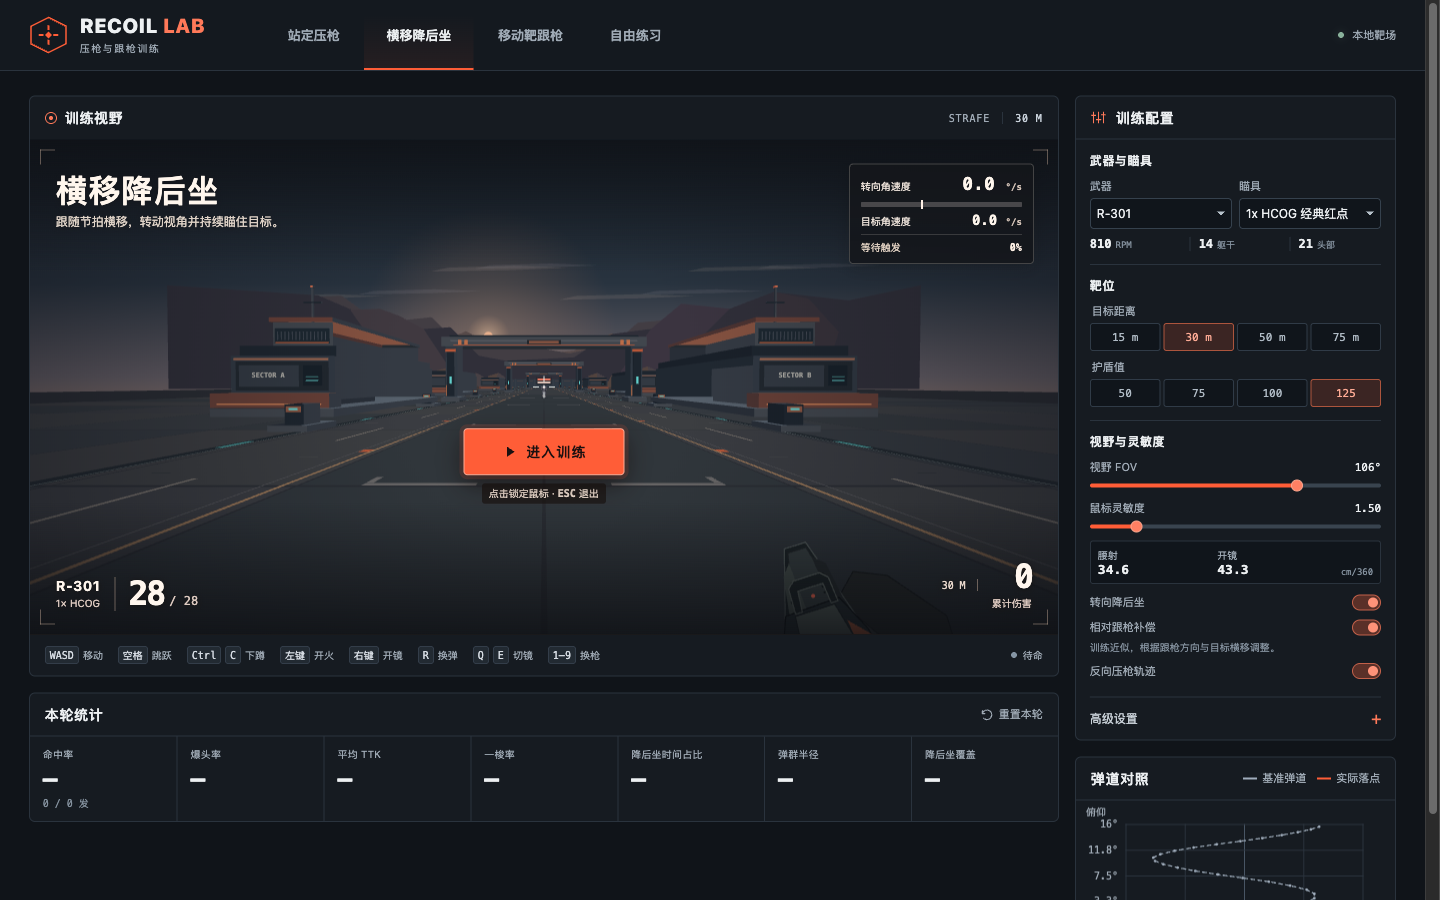 RECOIL LAB
压枪与跟枪训练
站定压枪
横移降后坐
移动靶跟枪
自由练习
本地靶场
训练视野
STRAFE
30 M
横移降后坐
跟随节拍横移，转动视角并持续瞄住目标。
转向角速度 0.0 °/s
目标角速度 0.0 °/s
等待触发 0%
SECTOR A
SECTOR B
进入训练
点击锁定鼠标 · ESC 退出
R-301
1x HCOG
28 / 28
30 M
0
累计伤害
WASD 移动 空格 跳跃 Ctrl C 下蹲 左键 开火 右键 开镜 R 换弹 Q E 切镜 1–9 换枪
待命
本轮统计
重置本轮
命中率
—
0 / 0 发
爆头率
—
平均 TTK
—
一梭率
—
降后坐时间占比
—
弹群半径
—
降后坐覆盖
—
训练配置
武器与瞄具
武器 瞄具
R-301 1x HCOG 经典红点
810 RPM 14 躯干 21 头部
靶位
目标距离
15 m 30 m 50 m 75 m
护盾值
50 75 100 125
视野与灵敏度
视野 FOV 106°
鼠标灵敏度 1.50
腰射 开镜
34.6 43.3 cm/360
转向降后坐
相对跟枪补偿
训练近似，根据跟枪方向与目标横移调整。
反向压枪轨迹
高级设置 +
弹道对照
基准弹道 实际落点
俯仰
16°
11.8°
7.5°